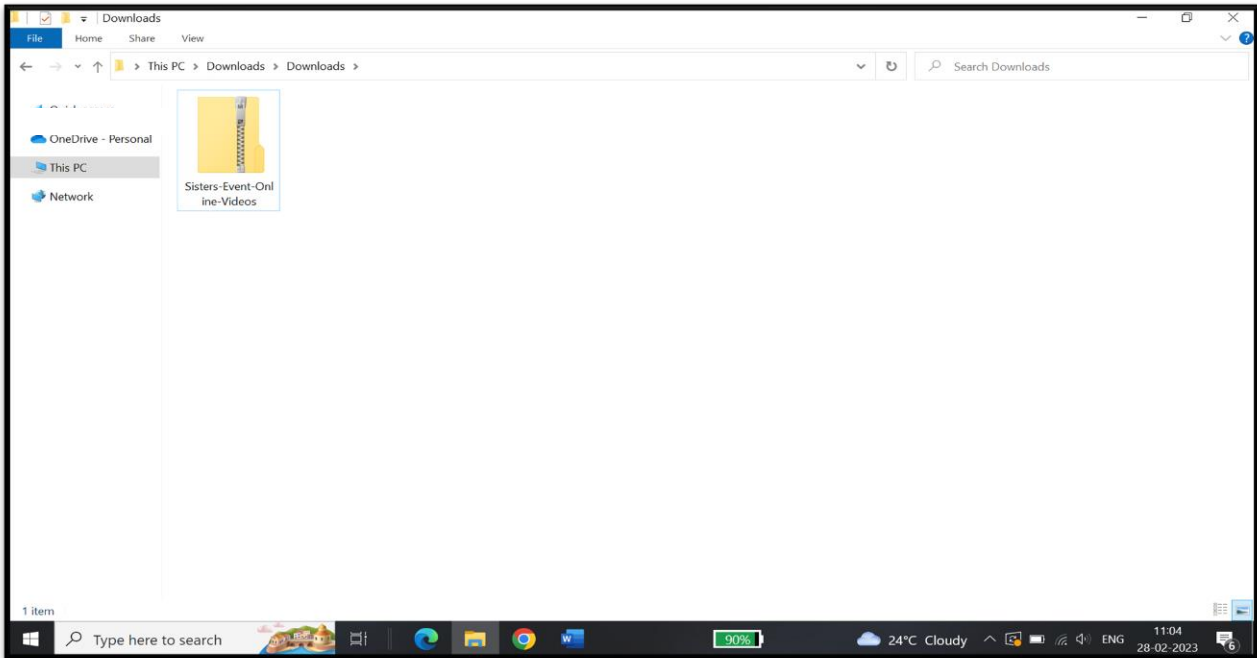 Downloads
File Home Share View
This PC > Downloads > Downloads >
Search Downloads
OneDrive - Personal
This PC
Network
Sisters-Event-Onl
ine-Videos
1 item
Type here to search
W
90%
24°C Cloudy
ENG
11:04
28-02-2023
6